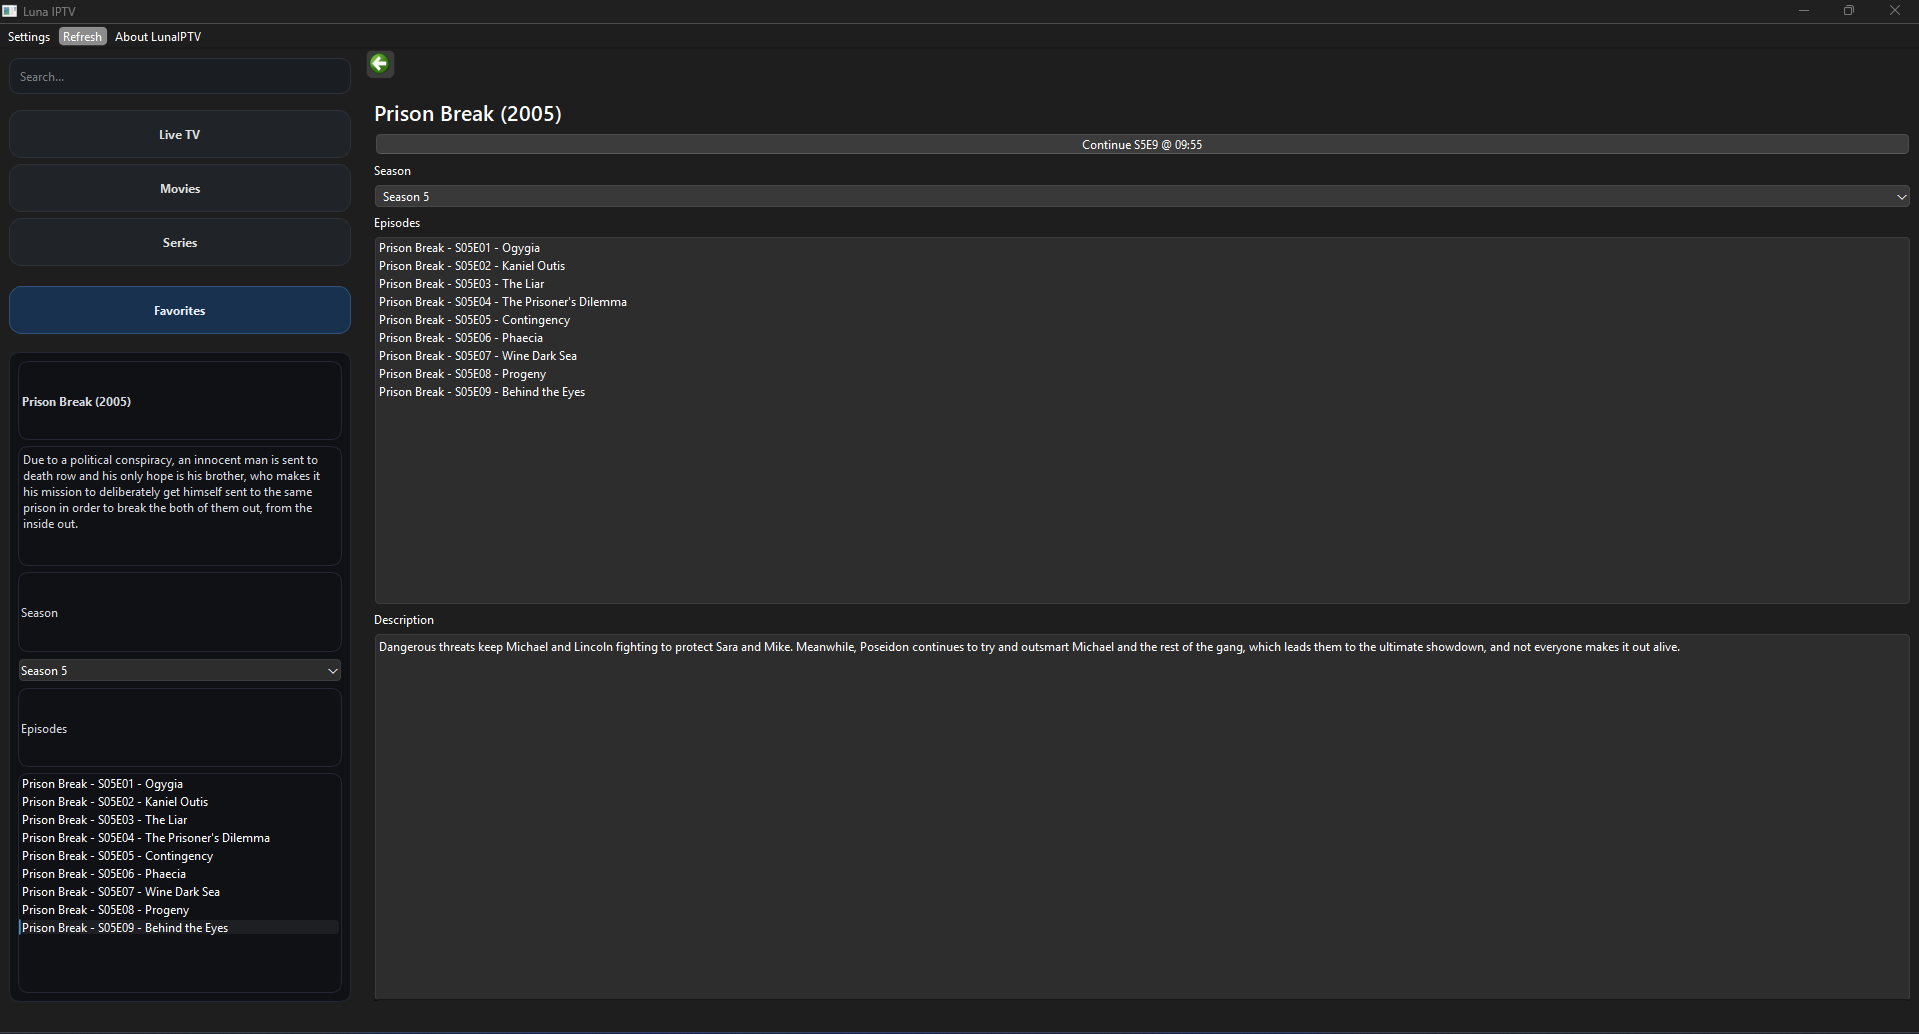 Luna IPTV
Settings Refresh About LunaIPTV
Search...
Live TV
Movies
Series
Favorites
Prison Break (2005)
Due to a political conspiracy, an innocent man is sent to
death row and his only hope is his brother, who makes it
his mission to deliberately get himself sent to the same
prison in order to break the both of them out, from the
inside out.
Season
Season 5
Episodes
Prison Break - S05E01 - Ogygia
Prison Break - S05E02 - Kaniel Outis
Prison Break - S05E03 - The Liar
Prison Break - S05E04 - The Prisoner's Dilemma
Prison Break - S05E05 - Contingency
Prison Break - S05E06 - Phaecia
Prison Break - S05E07 - Wine Dark Sea
Prison Break - S05E08 - Progeny
Prison Break - S05E09 - Behind the Eyes
Prison Break (2005)
Continue S5E9 @ 09:55
Season
Season 5
Episodes
Prison Break - S05E01 - Ogygia
Prison Break - S05E02 - Kaniel Outis
Prison Break - S05E03 - The Liar
Prison Break - S05E04 - The Prisoner's Dilemma
Prison Break - S05E05 - Contingency
Prison Break - S05E06 - Phaecia
Prison Break - S05E07 - Wine Dark Sea
Prison Break - S05E08 - Progeny
Prison Break - S05E09 - Behind the Eyes
Description
Dangerous threats keep Michael and Lincoln fighting to protect Sara and Mike. Meanwhile, Poseidon continues to try and outsmart Michael and the rest of the gang, which leads them to the ultimate showdown, and not everyone makes it out alive.